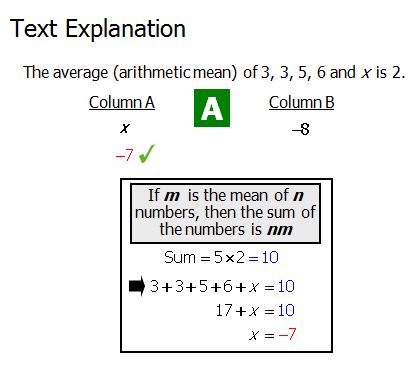 Text Explanation
The average (arithmetic mean) of 3, 3, 5, 6 and x is 2.
Column A A Column B
x –8
–7 ✓
If m is the mean of n
numbers, then the sum of
the numbers is nm
Sum = 5×2 = 10
3+3+5+6+x = 10
17+x = 10
x = –7